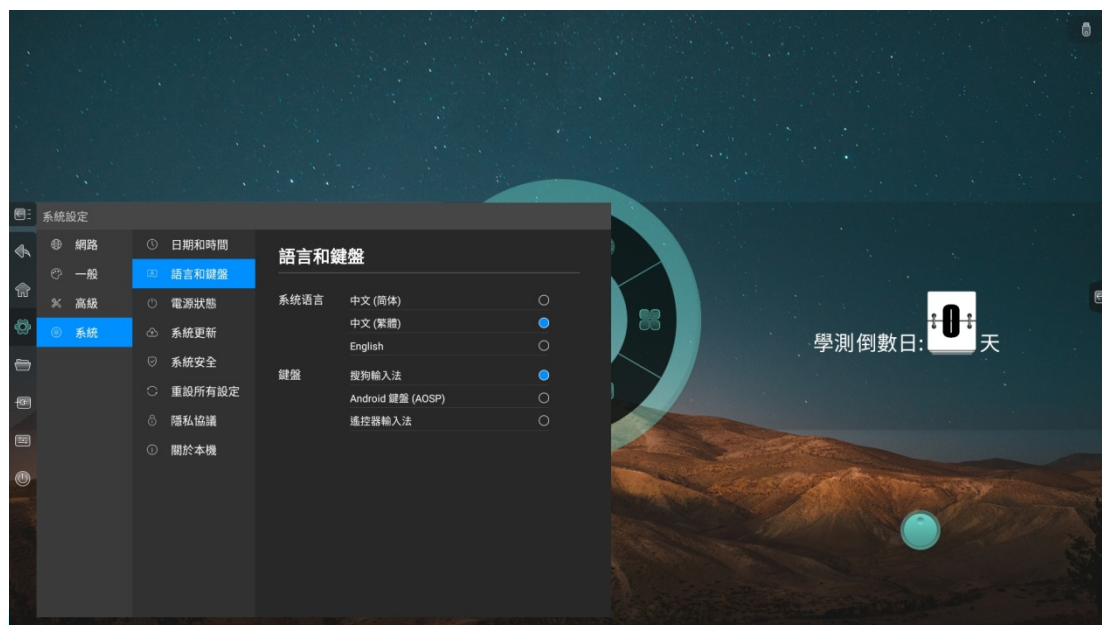 系統設定
網路
一般
高級
系統
日期和時間
語言和鍵盤
電源狀態
系統更新
系統安全
重設所有設定
隱私協議
關於本機
語言和鍵盤
系统语言
中文 (简体)
中文 (繁體)
English
鍵盤
搜狗輸入法
Android 鍵盤 (AOSP)
遙控器輸入法
學測倒數日: 0 天